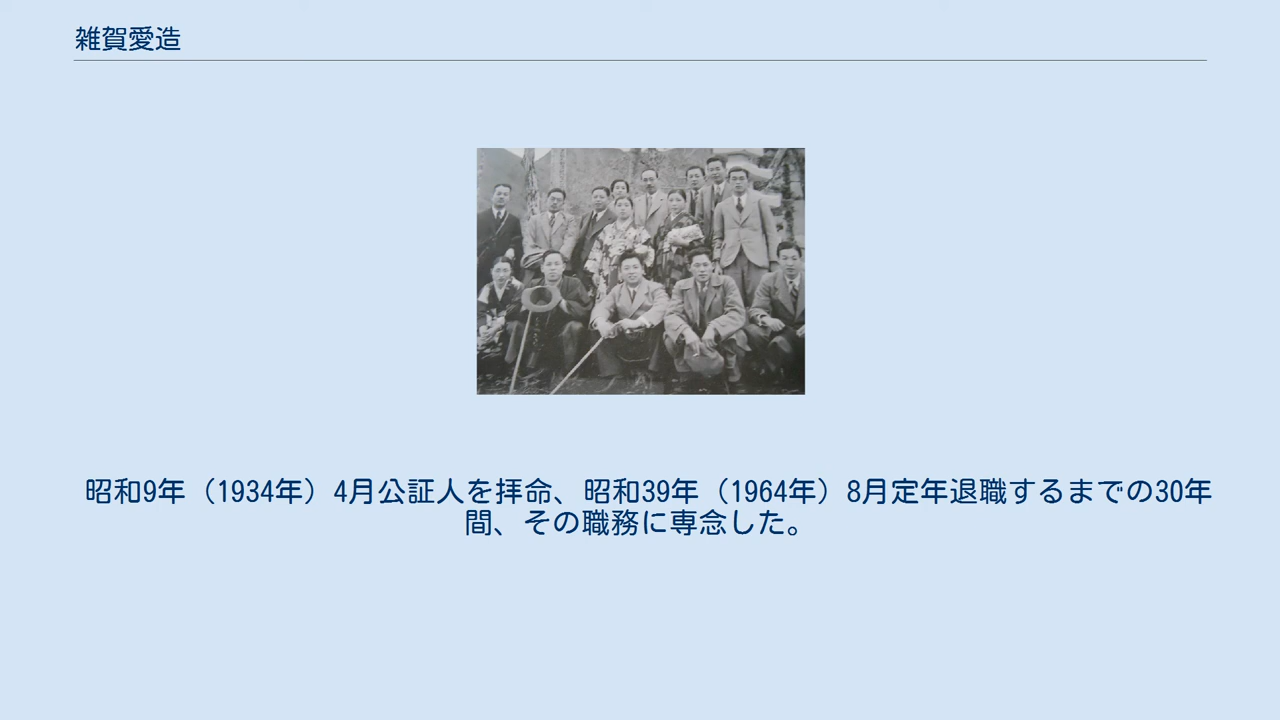 雑賀愛造
昭和9年（1934年）4月公証人を拝命、昭和39年（1964年）8月定年退職するまでの30年
間、その職務に専念した。